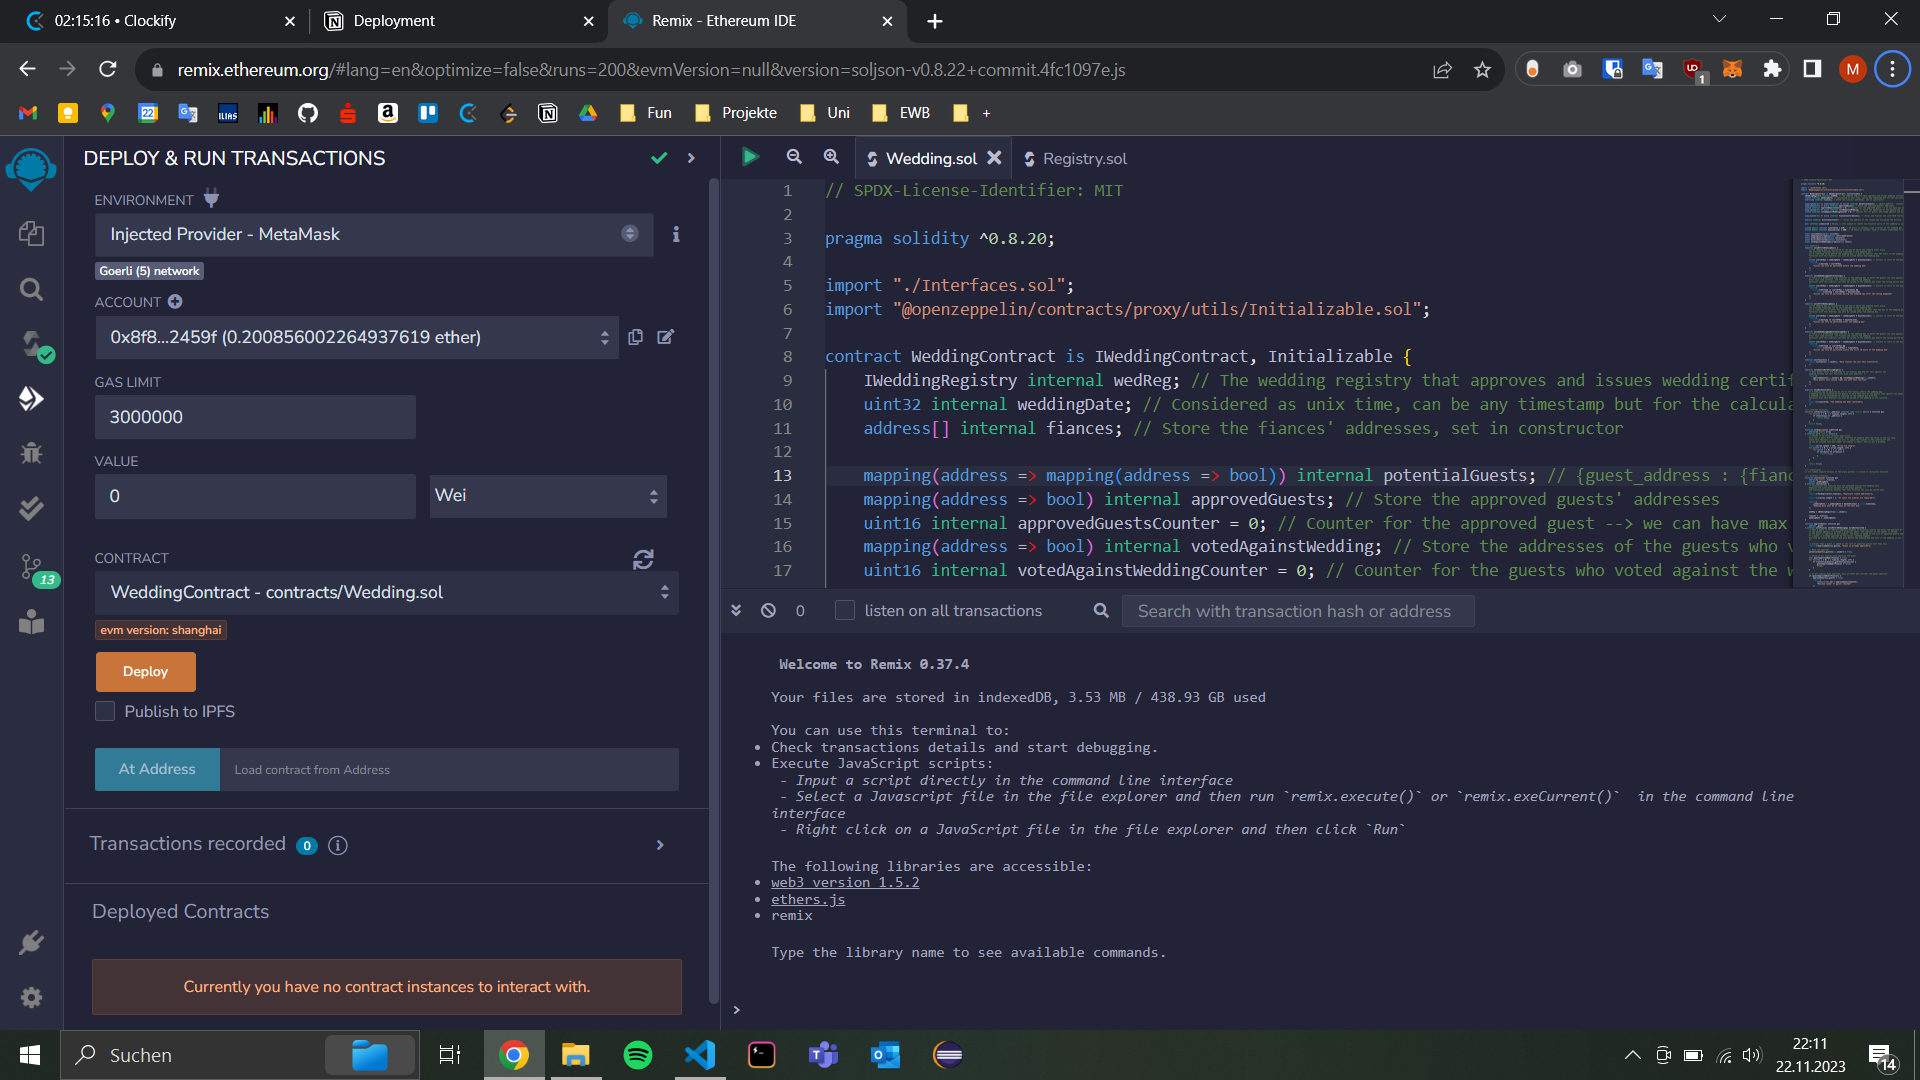 02:15:16 • Clockify
Deployment
Remix - Ethereum IDE
remix.ethereum.org/#lang=en&optimize=false&runs=200&evmVersion=null&version=soljson-v0.8.22+commit.4fc1097e.js
1
M
22
ILIAS
Fun
Projekte
Uni
EWB
+
DEPLOY & RUN TRANSACTIONS
ENVIRONMENT
Injected Provider - MetaMask
Goerli (5) network
ACCOUNT
0x8f8...2459f (0.200856002264937619 ether)
GAS LIMIT
3000000
VALUE
0
Wei
CONTRACT
WeddingContract - contracts/Wedding.sol
evm version: shanghai
Deploy
Publish to IPFS
At Address
Load contract from Address
Transactions recorded 0
Deployed Contracts
Currently you have no contract instances to interact with.
13
Wedding.sol
Registry.sol
1 // SPDX-License-Identifier: MIT
2
3 pragma solidity ^0.8.20;
4
5 import "./Interfaces.sol";
6 import "@openzeppelin/contracts/proxy/utils/Initializable.sol";
7
8 contract WeddingContract is IWeddingContract, Initializable {
9 IWeddingRegistry internal wedReg; // The wedding registry that approves and issues wedding certif
10 uint32 internal weddingDate; // Considered as unix time, can be any timestamp but for the calcula
11 address[] internal fiances; // Store the fiances' addresses, set in constructor
12
13 mapping(address => mapping(address => bool)) internal potentialGuests; // {guest_address : {fianc
14 mapping(address => bool) internal approvedGuests; // Store the approved guests' addresses
15 uint16 internal approvedGuestsCounter = 0; // Counter for the approved guest --> we can have max
16 mapping(address => bool) internal votedAgainstWedding; // Store the addresses of the guests who v
17 uint16 internal votedAgainstWeddingCounter = 0; // Counter for the guests who voted against the w
0
listen on all transactions
Search with transaction hash or address
Welcome to Remix 0.37.4
Your files are stored in indexedDB, 3.53 MB / 438.93 GB used
You can use this terminal to:
• Check transactions details and start debugging.
• Execute JavaScript scripts:
- Input a script directly in the command line interface
- Select a Javascript file in the file explorer and then run `remix.execute()` or `remix.exeCurrent()` in the command line
interface
- Right click on a JavaScript file in the file explorer and then click `Run`
The following libraries are accessible:
• web3 version 1.5.2
• ethers.js
• remix
Type the library name to see available commands.
>
Suchen
22:11
22.11.2023
14